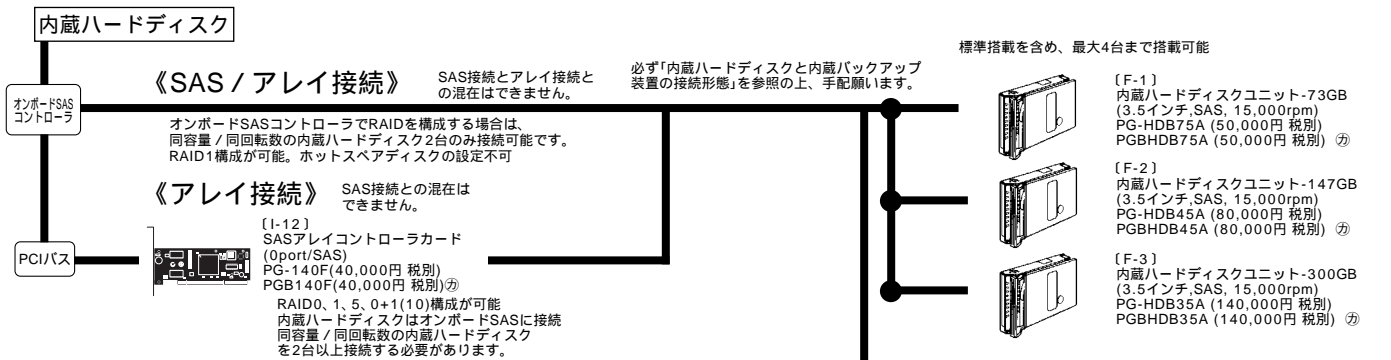 内蔵ハードディスク
オンボードSAS
コントローラ
《SAS / アレイ接続》
SAS接続とアレイ接続と
の混在はできません。
必ず「内蔵ハードディスクと内蔵バックアップ
装置の接続形態」を参照の上、手配願います。
オンボードSASコントローラでRAIDを構成する場合は、
同容量 / 同回転数の内蔵ハードディスク2台のみ接続可能です。
RAID1構成が可能。ホットスペアディスクの設定不可
《アレイ接続》
SAS接続との混在は
できません。
PCIバス
〔I-12〕
SASアレイコントローラカード
(0port/SAS)
PG-140F(40,000円 税別)
PGB140F(40,000円 税別)㋕
RAID0、1、5、0+1(10)構成が可能
内蔵ハードディスクはオンボードSASに接続
同容量 / 同回転数の内蔵ハードディスク
を2台以上接続する必要があります。
標準搭載を含め、最大4台まで搭載可能
〔F-1〕
内蔵ハードディスクユニット-73GB
(3.5インチ,SAS, 15,000rpm)
PG-HDB75A (50,000円 税別)
PGBHDB75A (50,000円 税別) ㋕
〔F-2〕
内蔵ハードディスクユニット-147GB
(3.5インチ,SAS, 15,000rpm)
PG-HDB45A (80,000円 税別)
PGBHDB45A (80,000円 税別) ㋕
〔F-3〕
内蔵ハードディスクユニット-300GB
(3.5インチ,SAS, 15,000rpm)
PG-HDB35A (140,000円 税別)
PGBHDB35A (140,000円 税別) ㋕